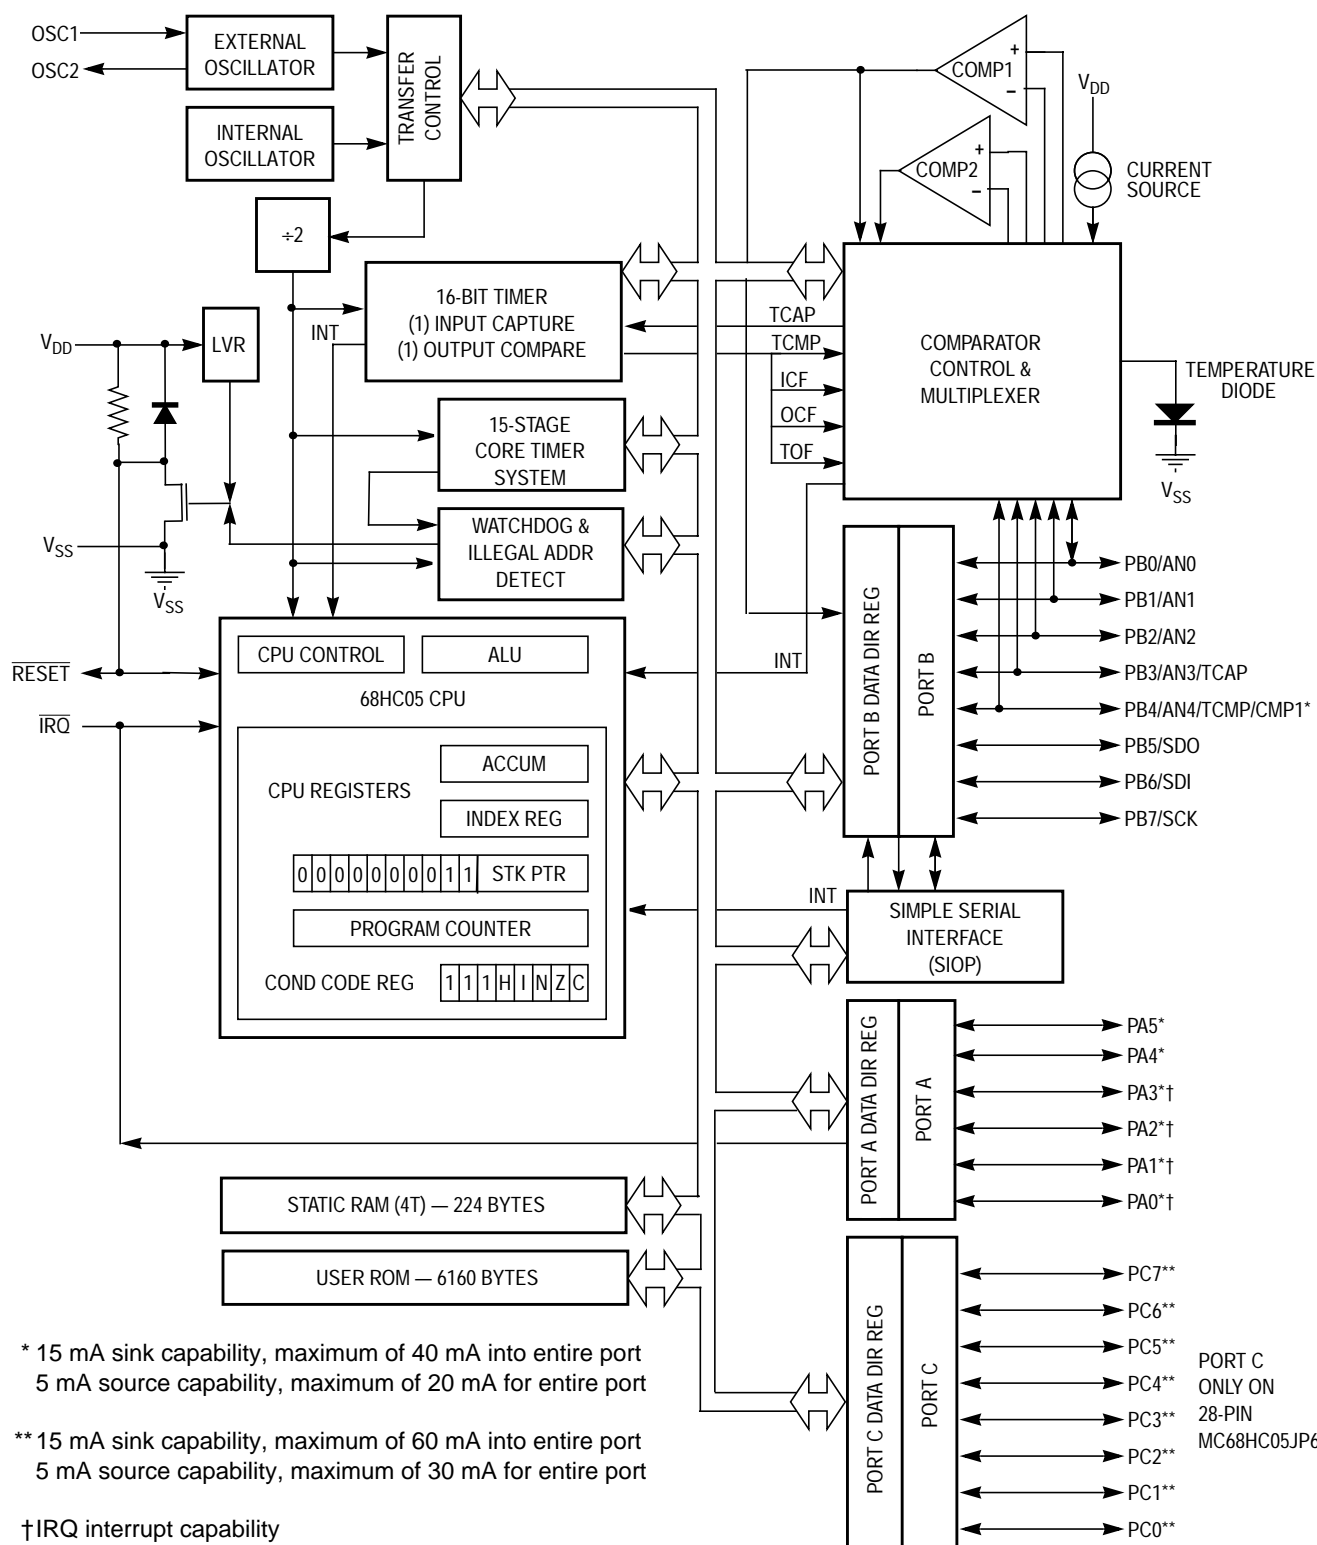 OSC1
OSC2
EXTERNAL
OSCILLATOR
INTERNAL
OSCILLATOR
TRANSFER
CONTROL
÷2
COMP1
+
−
COMP2
+
−
VDD
CURRENT
SOURCE
16-BIT TIMER
(1) INPUT CAPTURE
(1) OUTPUT COMPARE
INT
TCAP
TCMP
ICF
OCF
TOF
COMPARATOR
CONTROL &
MULTIPLEXER
TEMPERATURE
DIODE
VSS
VDD
LVR
15-STAGE
CORE TIMER
SYSTEM
WATCHDOG &
ILLEGAL ADDR
DETECT
VSS
VSS
RESET
IRQ
CPU CONTROL
ALU
68HC05 CPU
INT
CPU REGISTERS
ACCUM
INDEX REG
0 0 0 0 0 0 0 0 1 1 STK PTR
PROGRAM COUNTER
COND CODE REG
1 1 1 H I N Z C
PORT B DATA DIR REG
PORT B
PB0/AN0
PB1/AN1
PB2/AN2
PB3/AN3/TCAP
PB4/AN4/TCMP/CMP1*
PB5/SDO
PB6/SDI
PB7/SCK
INT
SIMPLE SERIAL
INTERFACE
(SIOP)
PORT A DATA DIR REG
PORT A
PA5*
PA4*
PA3*†
PA2*†
PA1*†
PA0*†
STATIC RAM (4T) — 224 BYTES
USER ROM — 6160 BYTES
PORT C DATA DIR REG
PORT C
PC7**
PC6**
PC5**
PC4**
PC3**
PC2**
PC1**
PC0**
PORT C
ONLY ON
28-PIN
MC68HC05JP6
* 15 mA sink capability, maximum of 40 mA into entire port
5 mA source capability, maximum of 20 mA for entire port
** 15 mA sink capability, maximum of 60 mA into entire port
5 mA source capability, maximum of 30 mA for entire port
†IRQ interrupt capability